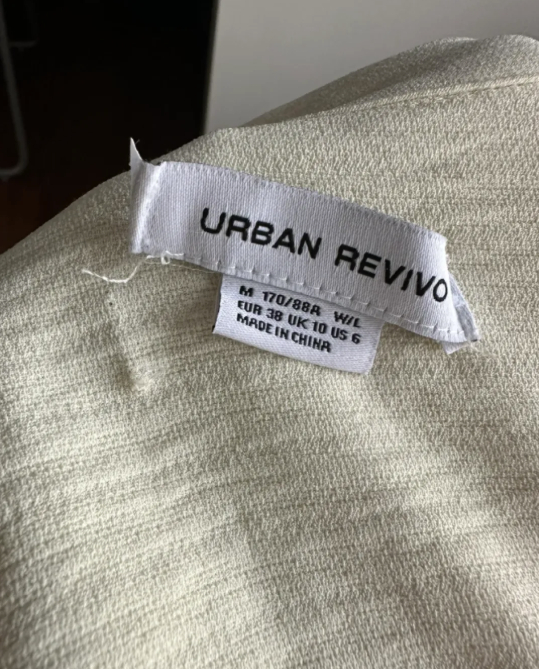 URBAN REVIVO
M 170/88A W/L
EUR 38 UK 10 US 6
MADE IN CHINA